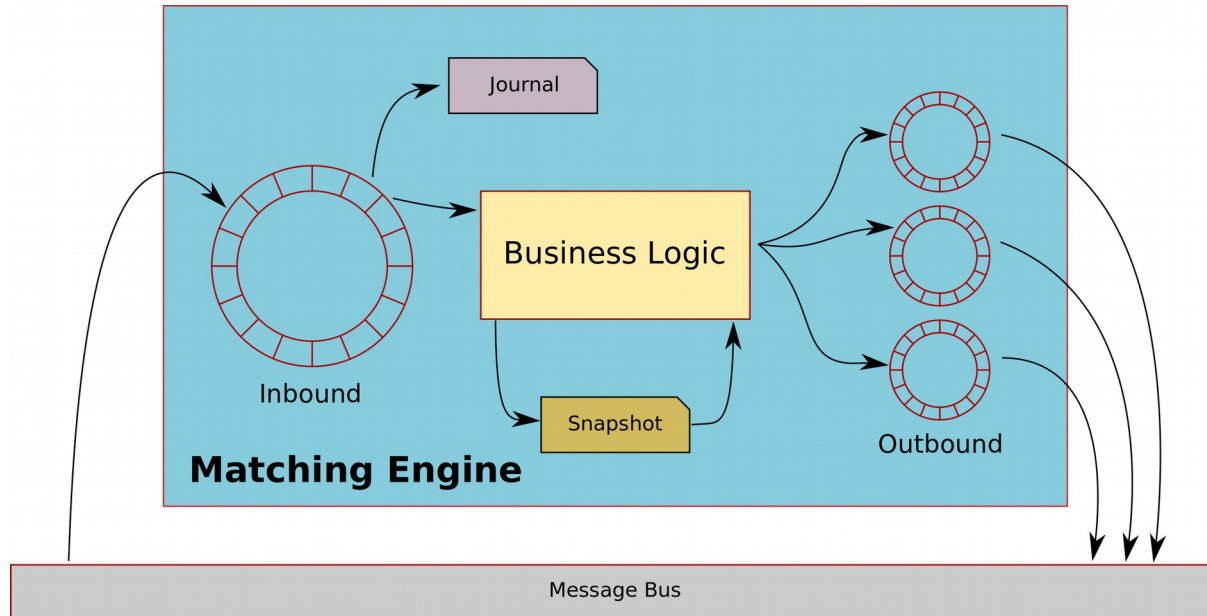 Journal
Business Logic
Inbound
Snapshot
Outbound
Matching Engine
Message Bus